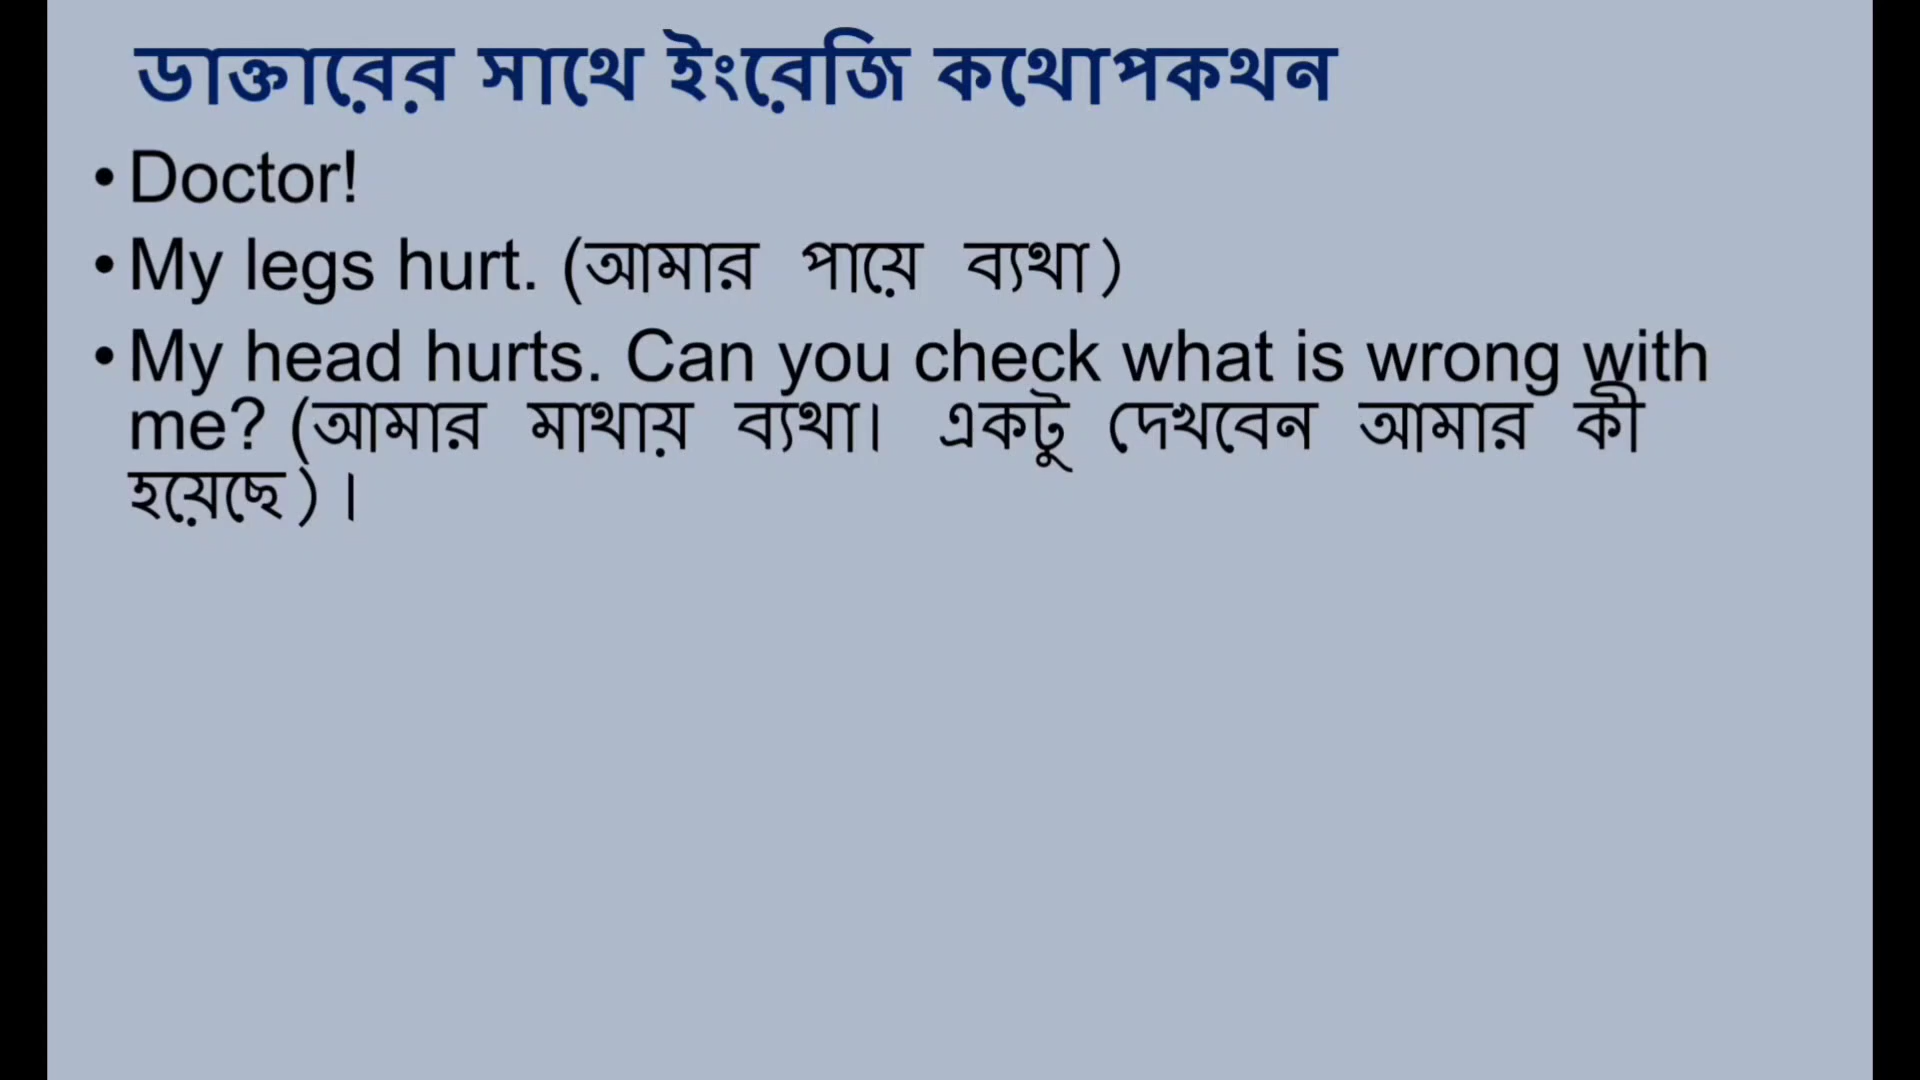 ডাক্তারের সাথে ইংরেজি কথোপকথন
• Doctor!
• My legs hurt. (আমার পায়ে ব্যথা)
• My head hurts. Can you check what is wrong with
me? (আমার মাথায় ব্যথা। একটু দেখবেন আমার কী
হয়েছে)।